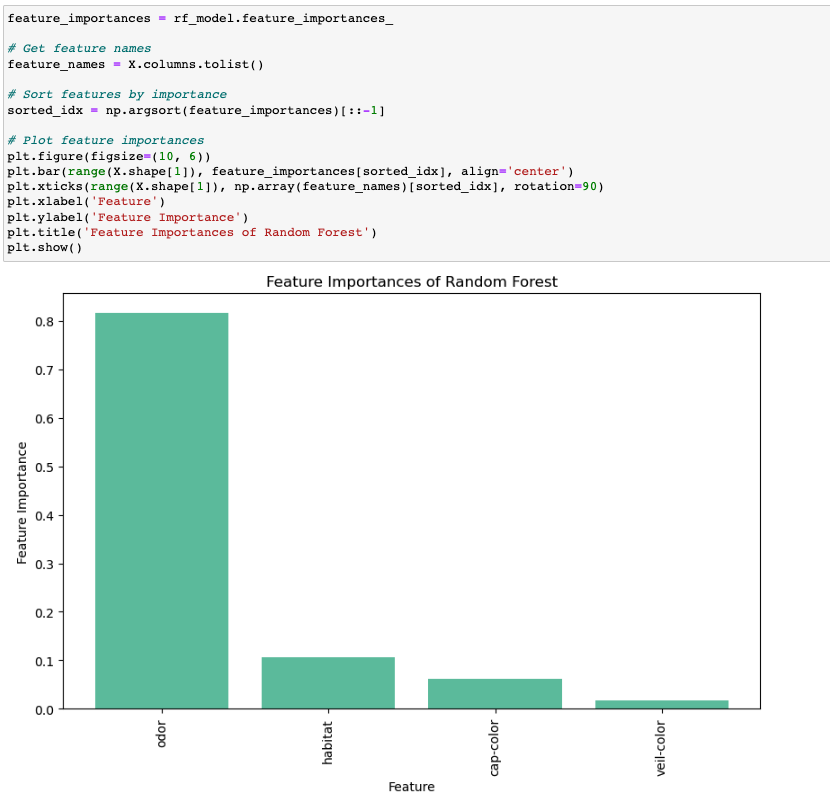 feature_importances = rf_model.feature_importances_
# Get feature names
feature_names = X.columns.tolist()
# Sort features by importance
sorted_idx = np.argsort(feature_importances)[::-1]
# Plot feature importances
plt.figure(figsize=(10, 6))
plt.bar(range(X.shape[1]), feature_importances[sorted_idx], align='center')
plt.xticks(range(X.shape[1]), np.array(feature_names)[sorted_idx], rotation=90)
plt.xlabel('Feature')
plt.ylabel('Feature Importance')
plt.title('Feature Importances of Random Forest')
plt.show()
Feature Importances of Random Forest
Feature Importance
0.8
0.7
0.6
0.5
0.4
0.3
0.2
0.1
0.0
odor
habitat
cap-color
veil-color
Feature